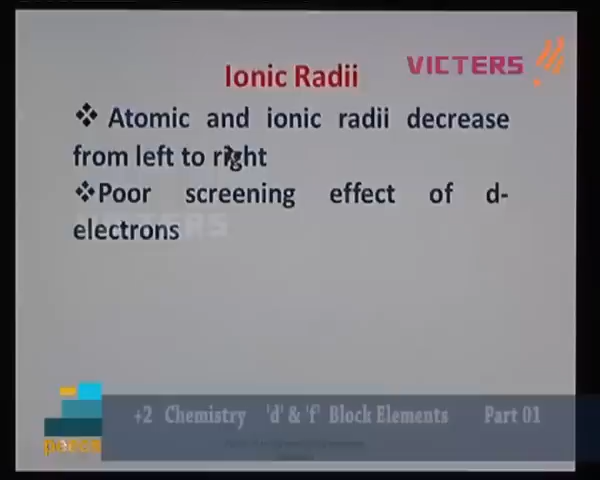 VICTERS
Ionic Radii
❖ Atomic and ionic radii decrease
from left to right
❖Poor screening effect of d-
electrons
+2 Chemistry 'd' & 'f' Block Elements Part 01